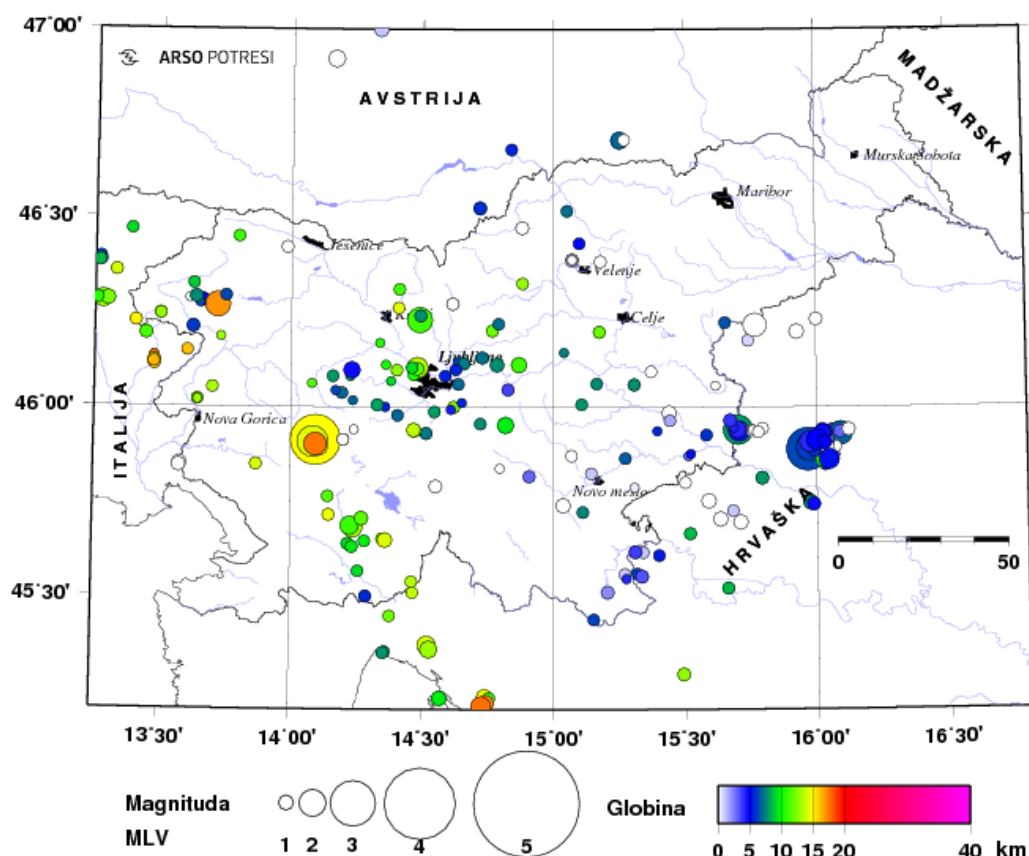 47°00'
ARSO POTRESI
AVSTRIJA
MADŽARSKA
Murska Sobota
Maribor
46°30'
Jesenice
Velenje
Celje
Ljubljana
ITALIJA
46°00'
Nova Gorica
Novo mesto
HRVAŠKA
0 50
45°30'
13°30' 14°00' 14°30' 15°00' 15°30' 16°00' 16°30'
Magnituda
MLV
1 2 3 4 5
Globina
0 5 10 15 20 40 km